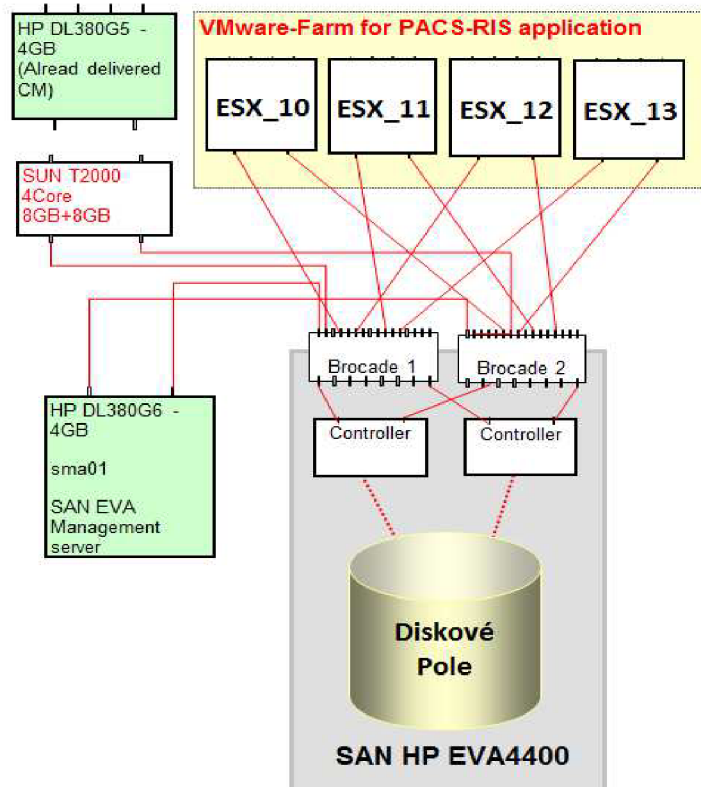 HP DL380G5 -
4GB
(Alread delivered
CM)
VMware-Farm for PACS-RIS application
ESX_10
ESX_11
ESX_12
ESX_13
SUN T2000
4Core
8GB+8GB
Brocade 1
Brocade 2
HP DL380G6 -
4GB
sma01
SAN EVA
Management
server
Controller
Controller
Diskové
Pole
SAN HP EVA4400